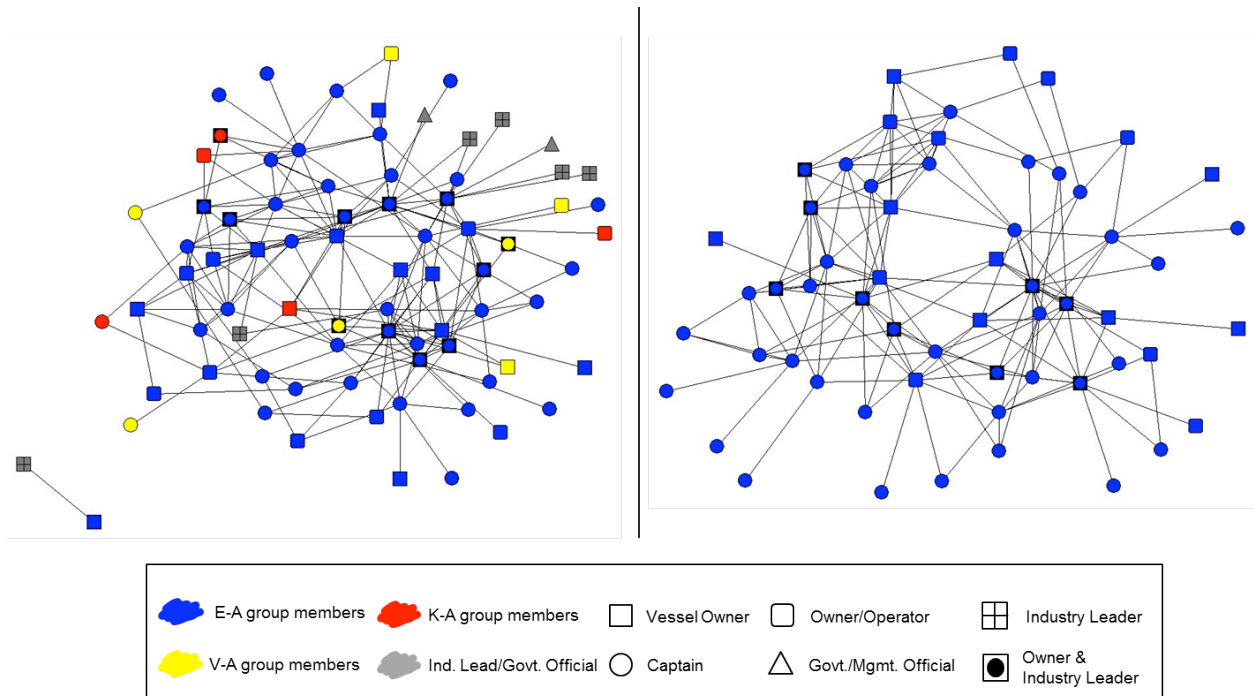 E-A group members
K-A group members
Vessel Owner
Owner/Operator
Industry Leader
V-A group members
Ind. Lead/Govt. Official
Captain
Govt./Mgmt. Official
Owner &
Industry Leader